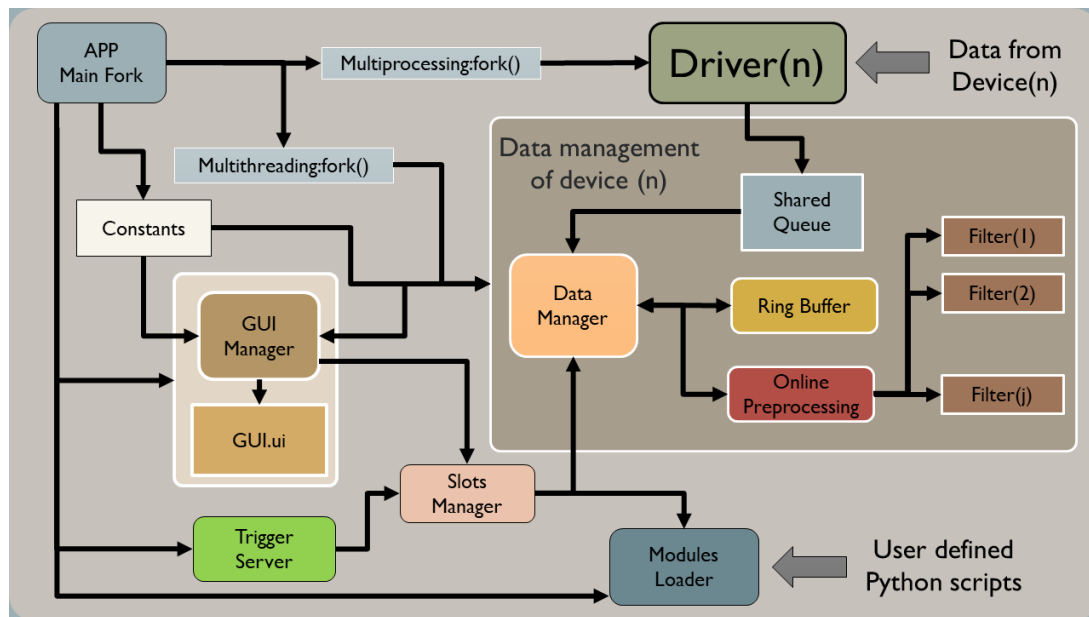 APP
Main Fork
Multiprocessing:fork()
Driver(n)
Data from
Device(n)
Multithreading:fork()
Data management
of device (n)
Shared
Queue
Constants
Filter(1)
Data
Manager
Ring Buffer
Filter(2)
GUI
Manager
Online
Preprocessing
Filter(j)
GUI.ui
Slots
Manager
Trigger
Server
Modules
Loader
User defined
Python scripts